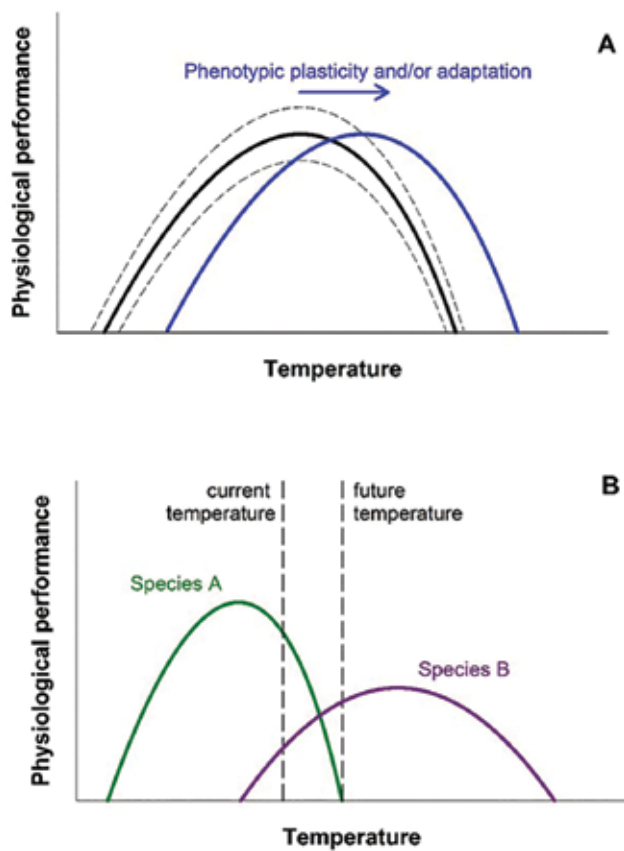 A
Phenotypic plasticity and/or adaptation
Physiological performance
Temperature
B
current
temperature
future
temperature
Species A
Species B
Physiological performance
Temperature